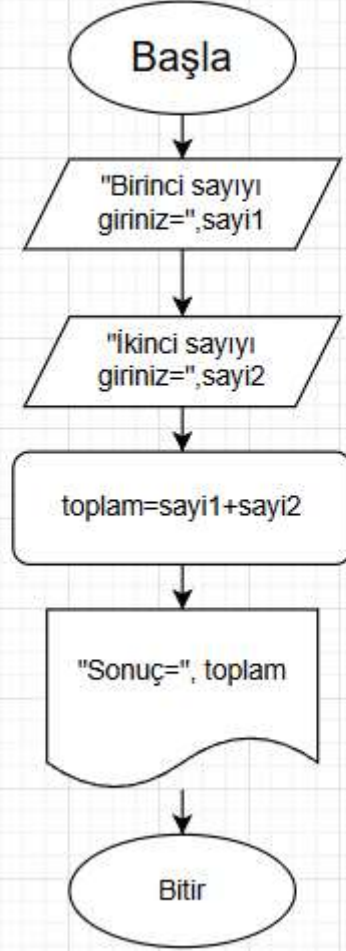 Başla
"Birinci sayıyı
giriniz=",sayi1
"İkinci sayıyı
giriniz=",sayi2
toplam=sayi1+sayi2
"Sonuç=", toplam
Bitir